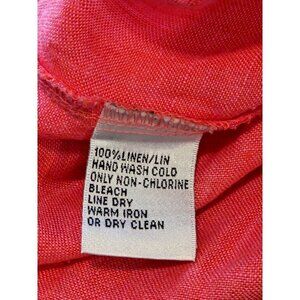 100%LINEN/LIN
HAND WASH COLD
ONLY NON-CHLORINE
BLEACH
LINE DRY
WARM IRON
OR DRY CLEAN